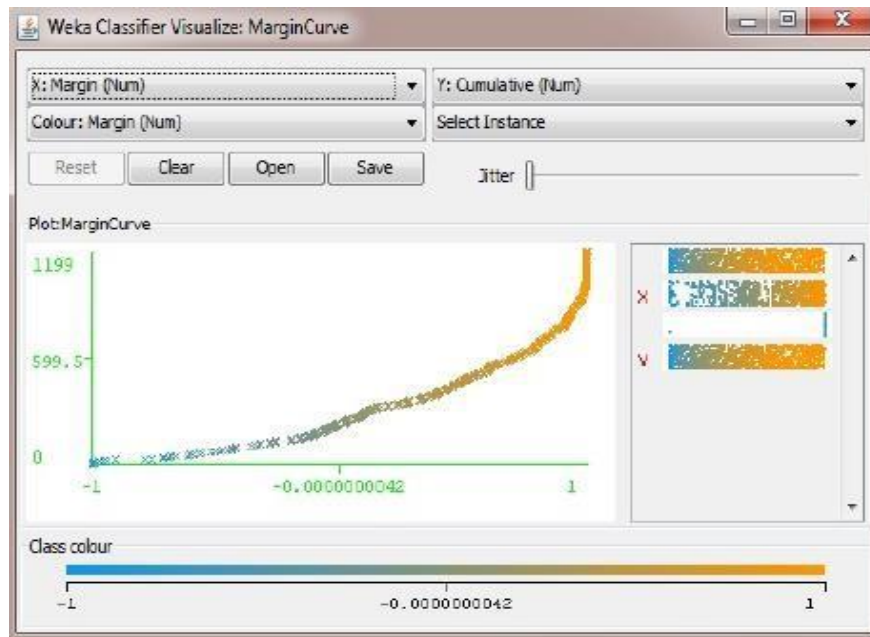 Weka Classifier Visualize: MarginCurve
X: Margin (Num) Y: Cumulative (Num)
Colour: Margin (Num) Select Instance
Reset Clear Open Save Jitter
Plot:MarginCurve
1199
X
599.5
Y
0
-1 -0.0000000042 1
Class colour
-1 -0.0000000042 1